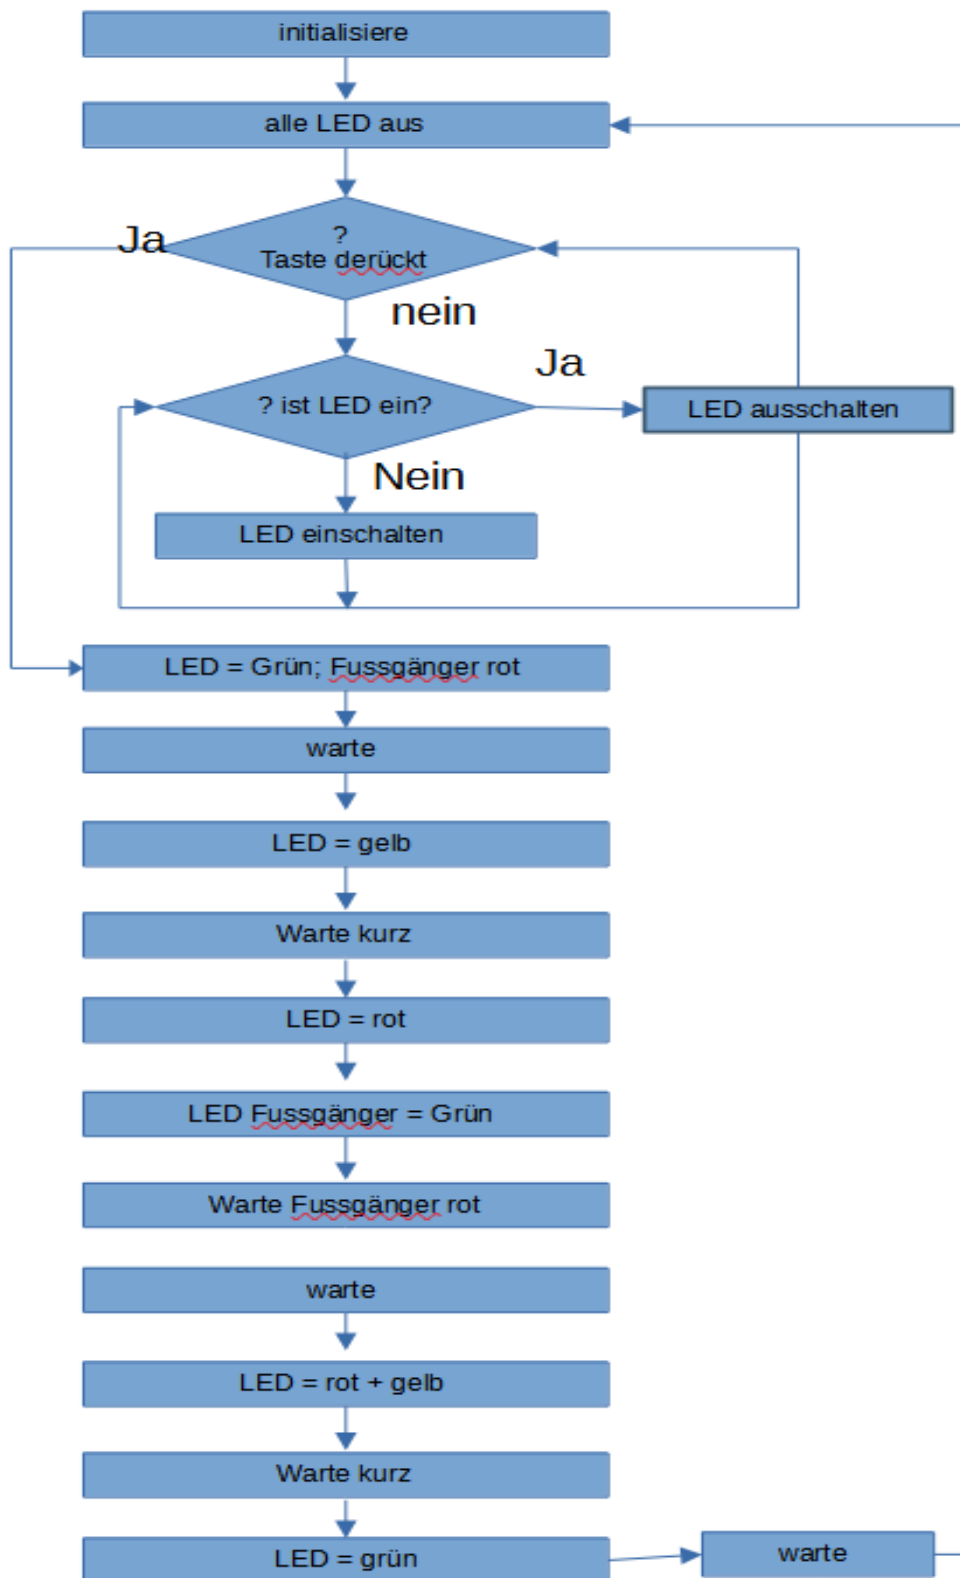 initialisiere
alle LED aus
Ja
?
Taste derückt
nein
Ja
? ist LED ein?
LED ausschalten
Nein
LED einschalten
LED = Grün; Fussgänger rot
warte
LED = gelb
Warte kurz
LED = rot
LED Fussgänger = Grün
Warte Fussgänger rot
warte
LED = rot + gelb
Warte kurz
LED = grün
warte